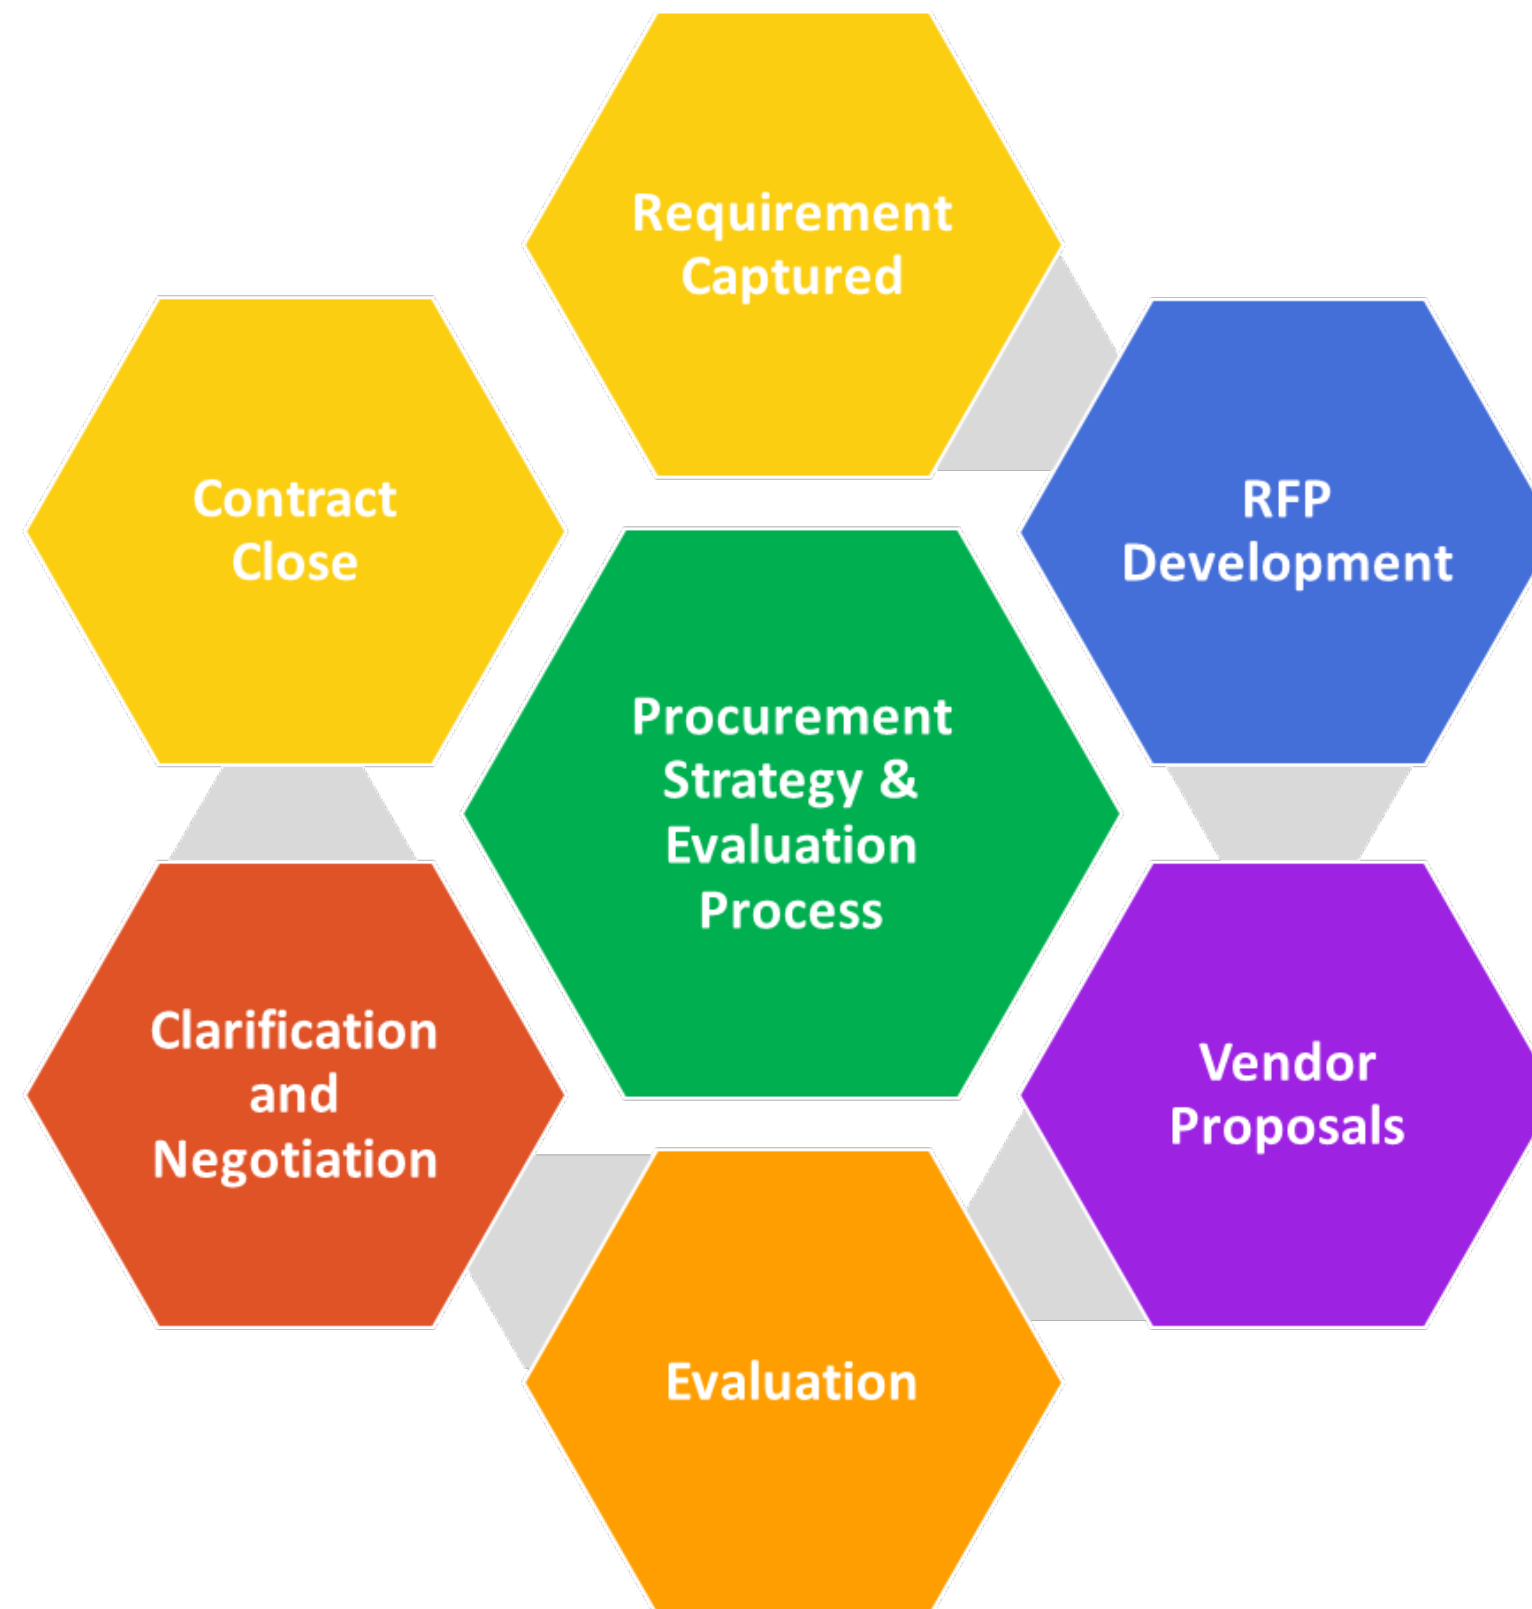 Requirement
Captured
RFP
Development
Vendor
Proposals
Evaluation
Clarification
and
Negotiation
Contract
Close
Procurement
Strategy &
Evaluation
Process